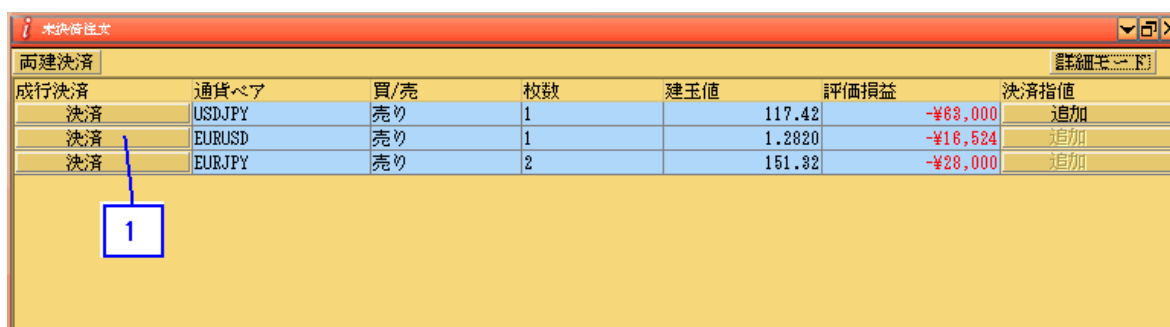 未決済注文
両建決済 詳細モード
成行決済 通貨ペア 買/売 枚数 建玉値 評価損益 決済指値
決済 USDJPY 売り 1 117.42 -¥63,000 追加
決済 EURUSD 売り 1 1.2820 -¥16,524 追加
決済 EURJPY 売り 2 151.32 -¥28,000 追加
1